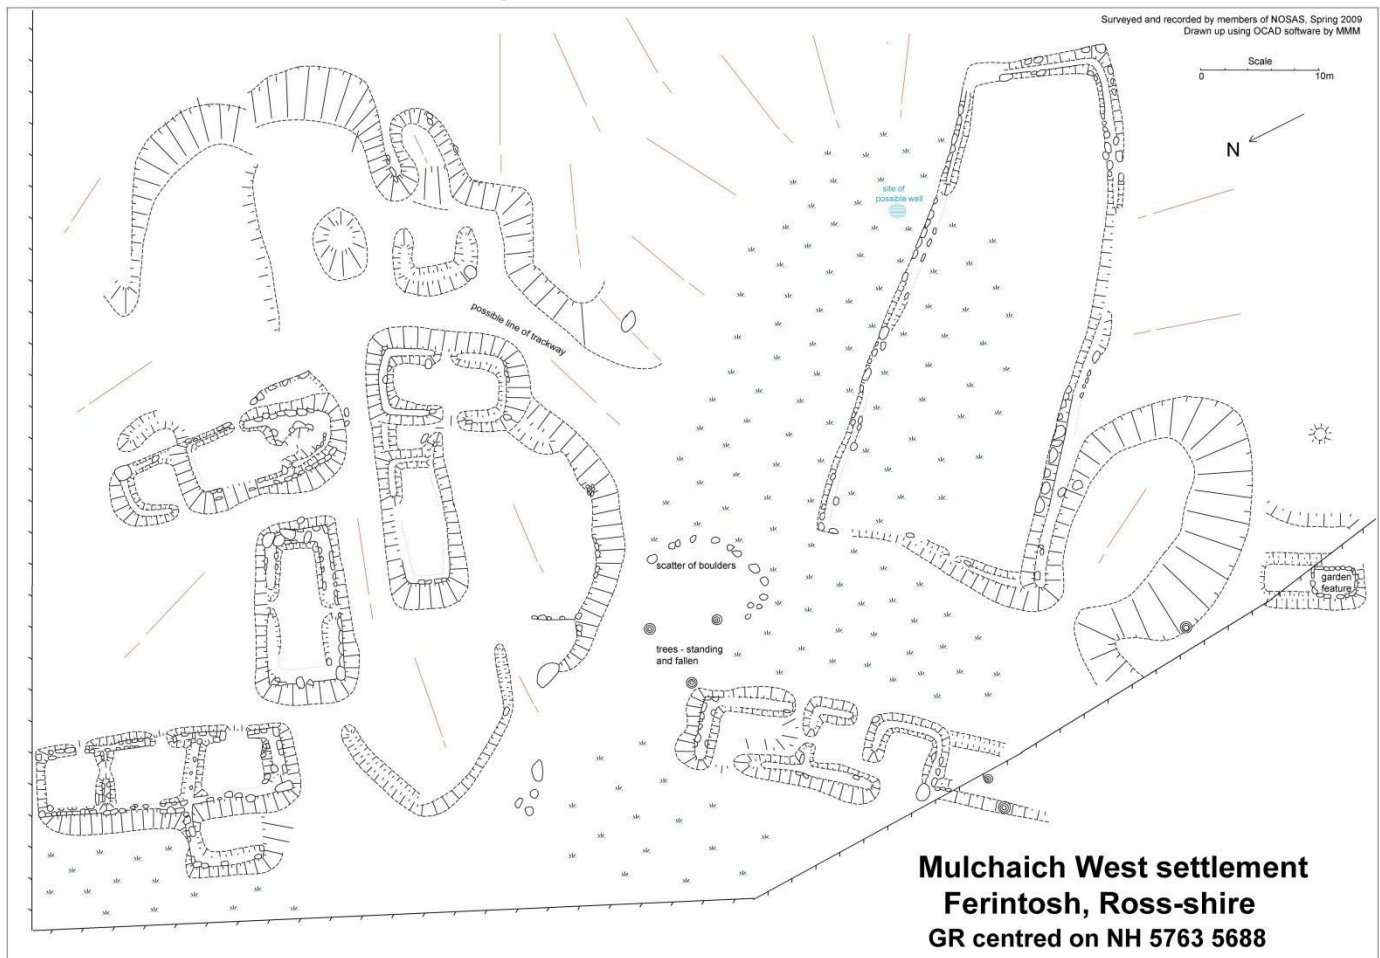 Surveyed and recorded by members of NOSAS, Spring 2009
Drawn up using OCAD software by MMM
Scale
0 10m
N
site of
possible well
possible line of trackway
scatter of boulders
garden
feature
trees - standing
and fallen
Mulchaich West settlement
Ferintosh, Ross-shire
GR centred on NH 5763 5688